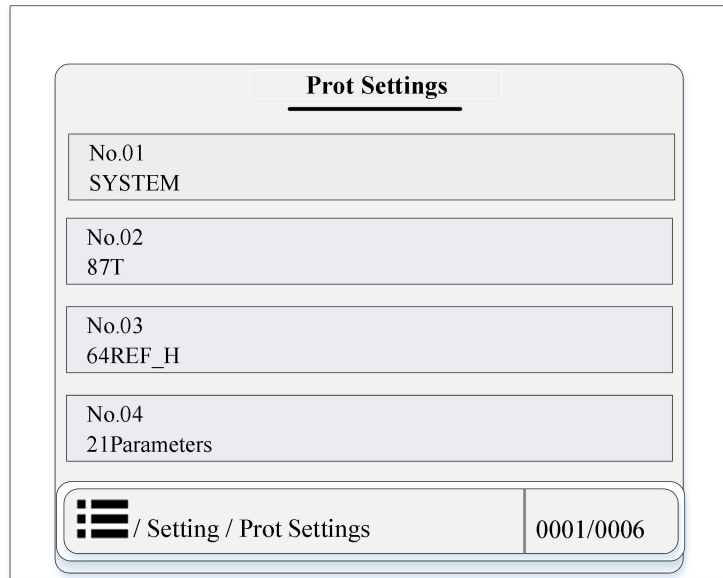 Prot Settings
No.01
SYSTEM
No.02
87T
No.03
64REF_H
No.04
21Parameters
/ Setting / Prot Settings
0001/0006